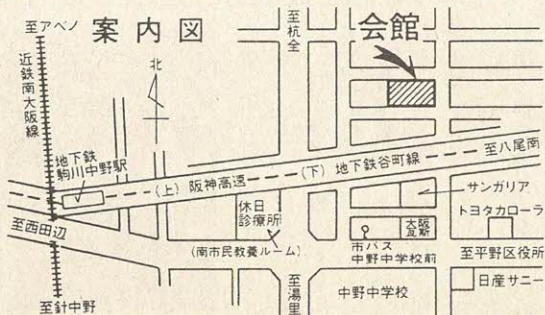 案内図
至アベノ
近鉄南大阪線
北
至杭全
会館
地下鉄
駒川中野駅
(上) 阪神高速
(下) 地下鉄谷町線
至八尾南
至西田辺
休日
診療所
(南市民教養ルーム)
サンガリア
トヨタカローラ
大阪
瓦斯
市バス
中野中学校前
至平野区役所
日産サニー
至湯里
中野中学校
至針中野